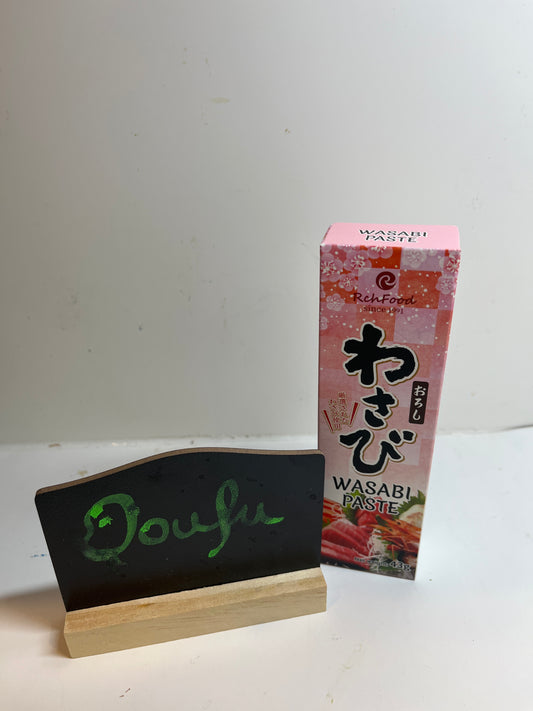 WASABI
PASTE
RchFood
since 1991
わさび
おろし
WASABI
PASTE
43g
Doufu